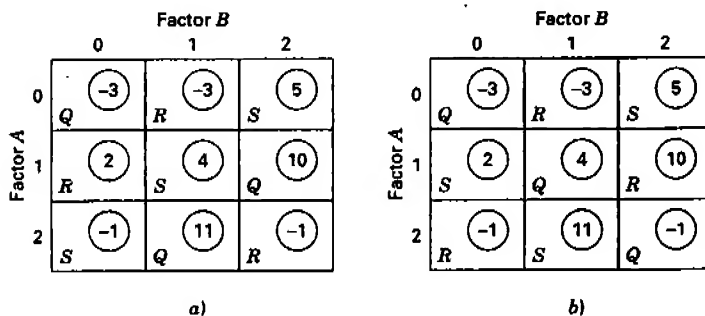 Factor B
0 1 2
Factor A
0 -3 Q -3 R 5 S
1 2 R 4 S 10 Q
2 -1 S 11 Q -1 R
a)
Factor B
0 1 2
Factor A
0 -3 Q -3 R 5 S
1 2 S 4 Q 10 R
2 -1 R 11 S -1 Q
b)